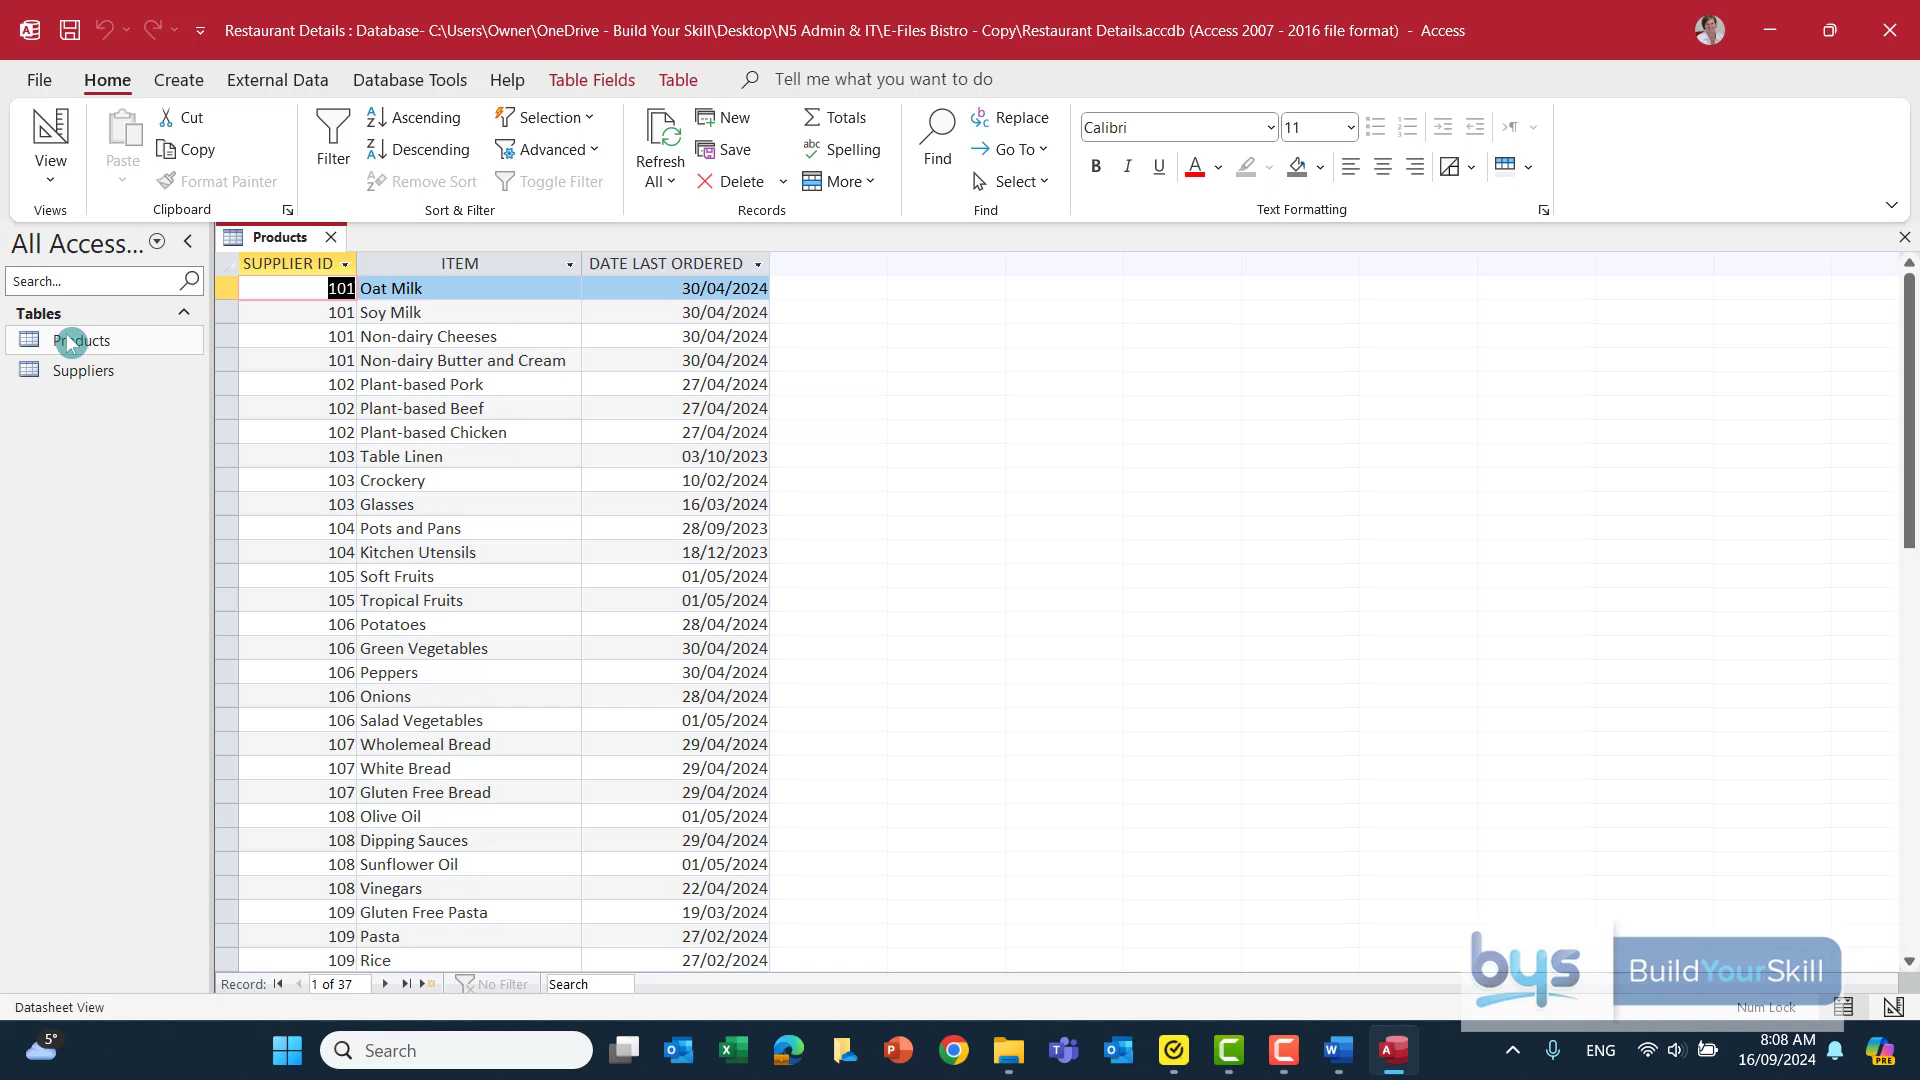 Restaurant Details : Database- C:\Users\Owner\OneDrive - Build Your Skill\Desktop\N5 Admin & IT\E-Files Bistro - Copy\Restaurant Details.accdb (Access 2007 - 2016 file format) - Access
File Home Create External Data Database Tools Help Table Fields Table Tell me what you want to do
View
Views
Paste
Cut
Copy
Format Painter
Clipboard
Filter
Ascending
Descending
Remove Sort
Selection
Advanced
Toggle Filter
Sort & Filter
Refresh All
New
Save
Delete
Totals
Spelling
More
Records
Find
Replace
Go To
Select
Find
Calibri 11
B I U A
Text Formatting
All Access...
Search...
Tables
Products
Suppliers
Products
SUPPLIER ID ITEM DATE LAST ORDERED
101 Oat Milk 30/04/2024
101 Soy Milk 30/04/2024
101 Non-dairy Cheeses 30/04/2024
101 Non-dairy Butter and Cream 30/04/2024
102 Plant-based Pork 27/04/2024
102 Plant-based Beef 27/04/2024
102 Plant-based Chicken 27/04/2024
103 Table Linen 03/10/2023
103 Crockery 10/02/2024
103 Glasses 16/03/2024
104 Pots and Pans 28/09/2023
104 Kitchen Utensils 18/12/2023
105 Soft Fruits 01/05/2024
105 Tropical Fruits 01/05/2024
106 Potatoes 28/04/2024
106 Green Vegetables 30/04/2024
106 Peppers 30/04/2024
106 Onions 28/04/2024
106 Salad Vegetables 01/05/2024
107 Wholemeal Bread 29/04/2024
107 White Bread 29/04/2024
107 Gluten Free Bread 29/04/2024
108 Olive Oil 01/05/2024
108 Dipping Sauces 29/04/2024
108 Sunflower Oil 01/05/2024
108 Vinegars 22/04/2024
109 Gluten Free Pasta 19/03/2024
109 Pasta 27/02/2024
109 Rice 27/02/2024
Record: 1 of 37 No Filter Search
bys BuildYourSkill
Datasheet View
Num Lock
5°
Search
ENG
8:08 AM
16/09/2024
PRE